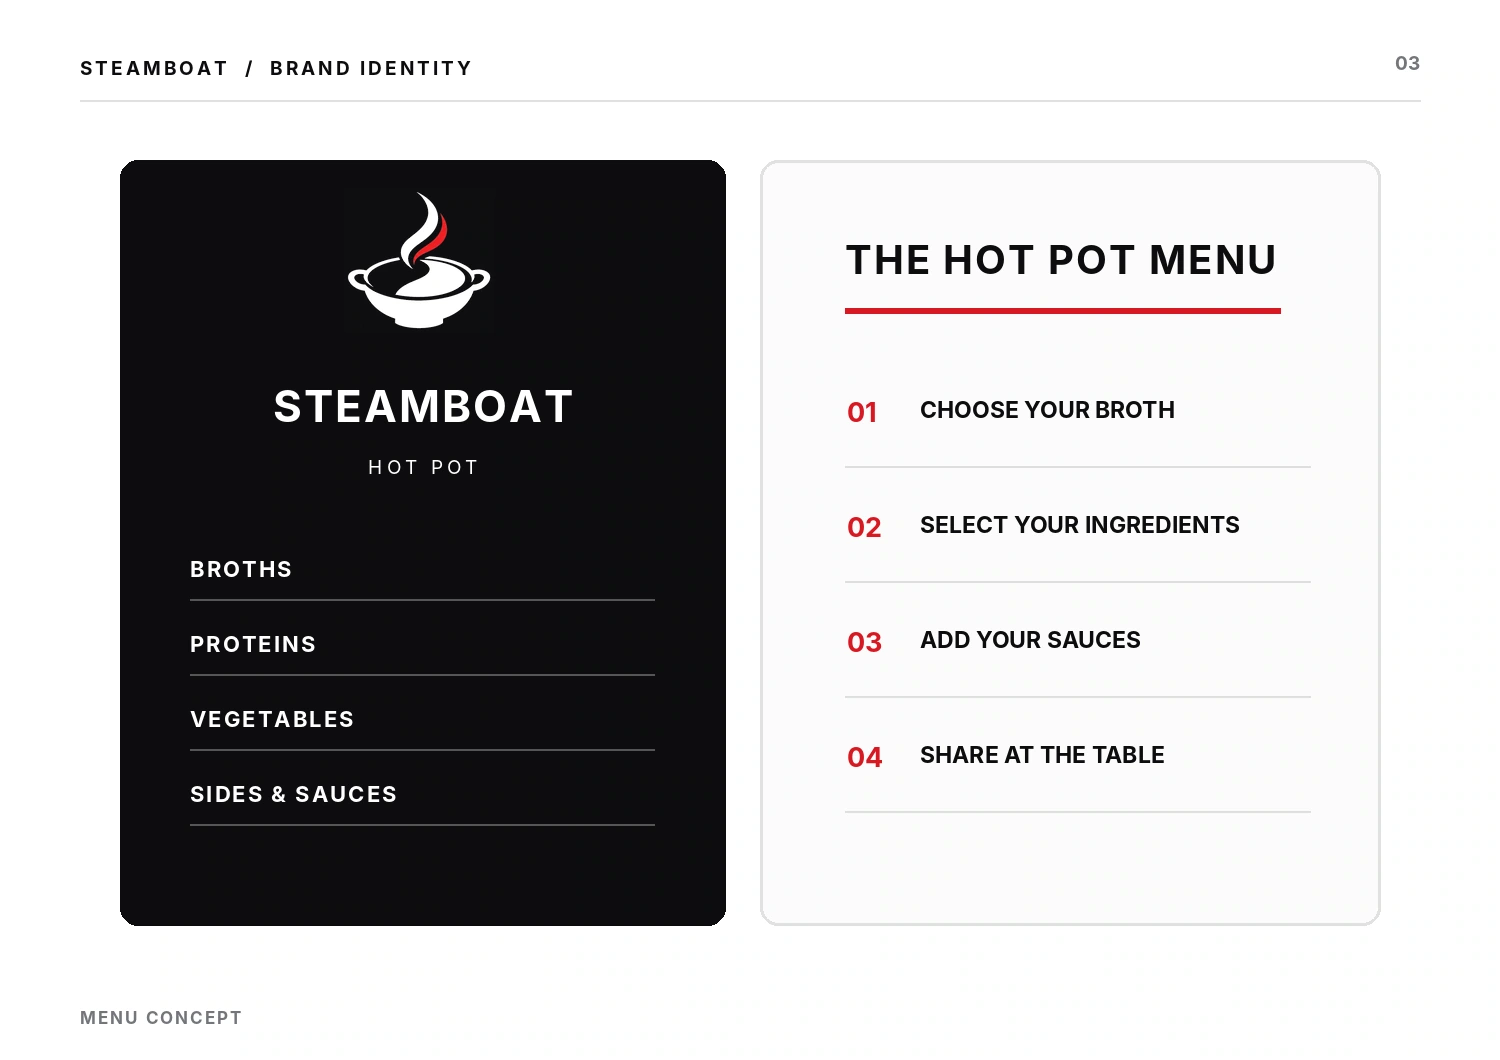 STEAMBOAT / BRAND IDENTITY
03
STEAMBOAT
HOT POT
BROTHS
PROTEINS
VEGETABLES
SIDES & SAUCES
THE HOT POT MENU
01 CHOOSE YOUR BROTH
02 SELECT YOUR INGREDIENTS
03 ADD YOUR SAUCES
04 SHARE AT THE TABLE
MENU CONCEPT